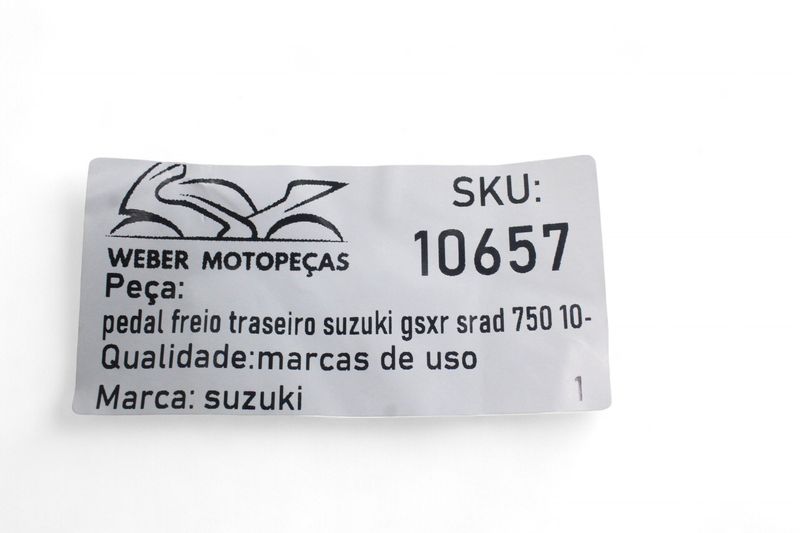 SKU:
10657
WEBER MOTOPEÇAS
Peça:
pedal freio traseiro suzuki gsxr srad 750 10-
Qualidade:marcas de uso
Marca: suzuki
1